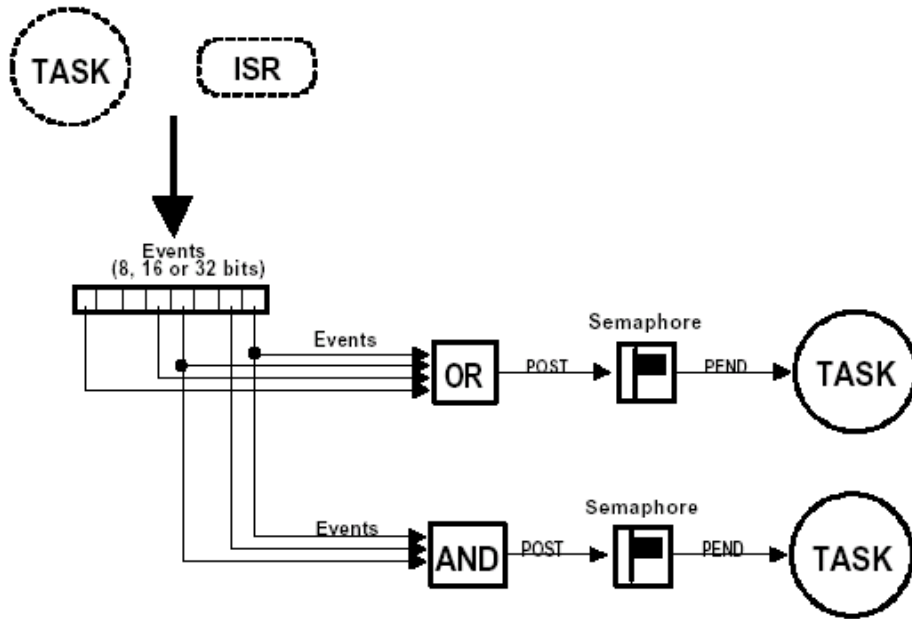 TASK
ISR
Events
(8, 16 or 32 bits)
Events
Semaphore
OR
POST
PEND
TASK
Events
Semaphore
AND
POST
PEND
TASK